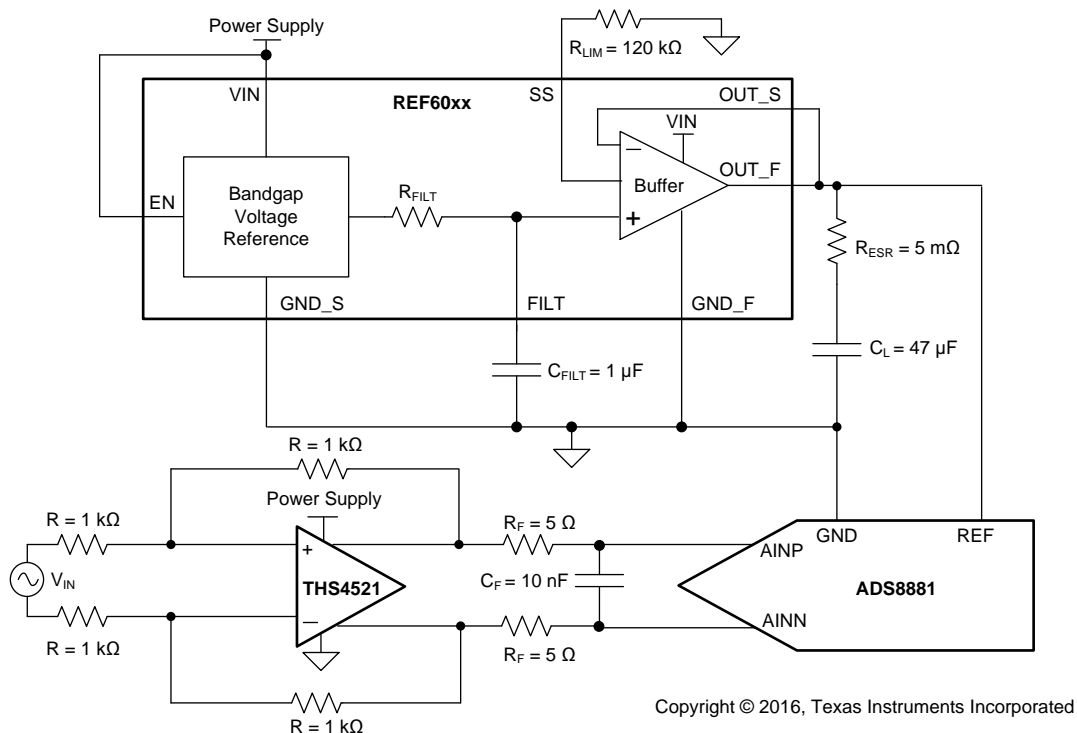 Power Supply
R_LIM = 120 kΩ
VIN
REF60xx
SS
OUT_S
VIN
OUT_F
EN
Bandgap
Voltage
Reference
R_FILT
Buffer
R_ESR = 5 mΩ
GND_S
FILT
GND_F
C_FILT = 1 µF
C_L = 47 µF
R = 1 kΩ
Power Supply
R = 1 kΩ
R_F = 5 Ω
GND
REF
AINP
+
V_IN
THS4521
C_F = 10 nF
ADS8881
AINN
R = 1 kΩ
R_F = 5 Ω
R = 1 kΩ
Copyright © 2016, Texas Instruments Incorporated